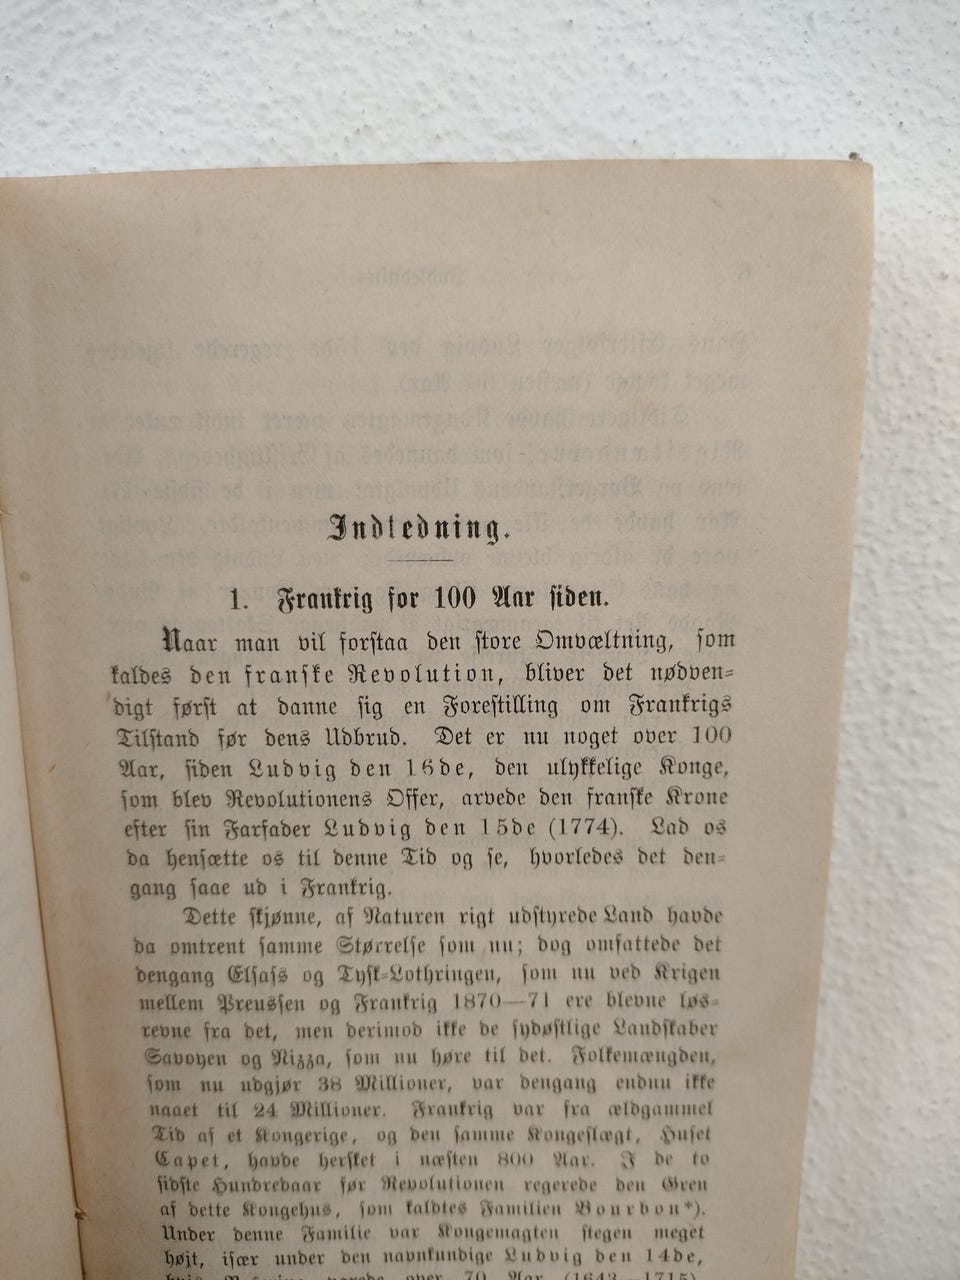 Indledning.
1. Frankrig for 100 Aar siden.
Naar man vil forstaa den store Omvæltning, som
kaldes den franske Revolution, bliver det nødven-
digt først at danne sig en Forestilling om Frankrigs
Tilstand før dens Udbrud. Det er nu noget over 100
Aar, siden Ludvig den 16de, den ulykkelige Konge,
som blev Revolutionens Offer, arvede den franske Krone
efter sin Farfader Ludvig den 15de (1774). Lad os
da hensætte os til denne Tid og se, hvorledes det den-
gang saae ud i Frankrig.
Dette skjønne, af Naturen rigt udstyrede Land havde
da omtrent samme Størrelse som nu; dog omfattede det
dengang Elsass og Tysk-Lothringen, som nu ved Krigen
mellem Preussen og Frankrig 1870—71 ere blevne løs-
revne fra det, men derimod ikke de sydøstlige Landskaber
Savoyen og Nizza, som nu høre til det. Folkemængden,
som nu udgjør 38 Millioner, var dengang endnu ikke
naaet til 24 Millioner. Frankrig var fra ældgammel
Tid af et Kongerige, og den samme Kongeslægt, Huset
Capet, havde hersket i næsten 800 Aar. I de to
sidste Hundredaar før Revolutionen regerede den Gren
af dette Kongehus, som kaldtes Familien Bourbon*).
Under denne Familie var Kongemagten stegen meget
højt, især under den navnkundige Ludvig den 14de,
over 70 Aar (1643—1715).